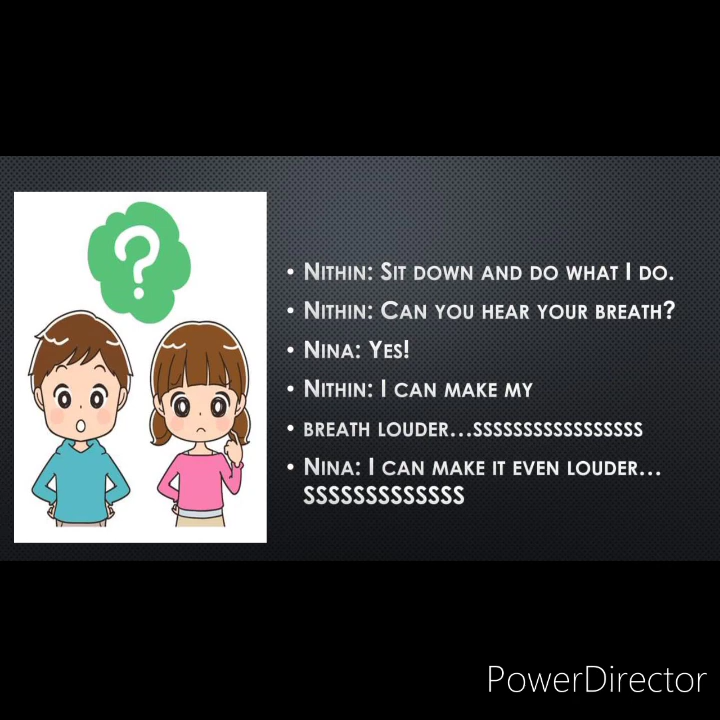 ?
• Nithin: Sit down and do what I do.
• Nithin: Can you hear your breath?
• Nina: Yes!
• Nithin: I can make my
• breath louder...sssssssssssssssss
• Nina: I can make it even louder...
sssssssssssss
PowerDirector